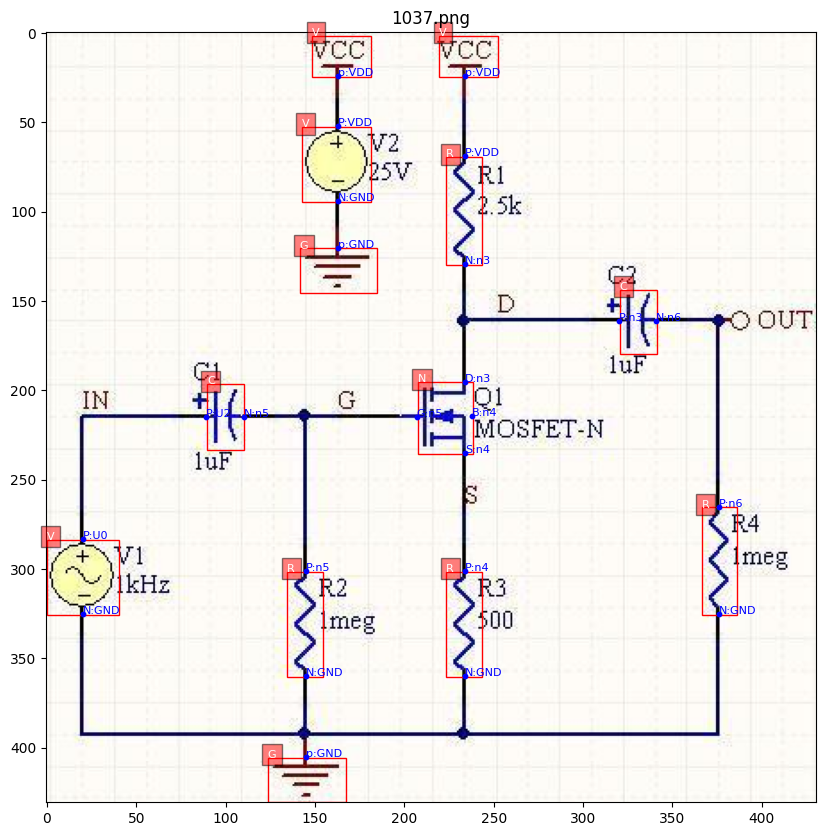 1037.png
V
V
VCC
VCC
p:VDD
p:VDD
V
P:VDD
V2
25V
N:GND
R
P:VDD
R1
2.5k
N:n3
G
p:GND
D
C2
C
P:n3
N:n6
1uF
OUT
IN
C1
C
N:n5
1uF
G
N
D:n3
Q1
MOSFET-N
B:n4
S:n4
S
V
P:U0
V1
1kHz
N:GND
R
P:n5
R2
1meg
N:GND
R
P:n4
R3
500
N:GND
R
P:n6
R4
1meg
N:GND
G
p:GND
0
50
100
150
200
250
300
350
400
0
50
100
150
200
250
300
350
400